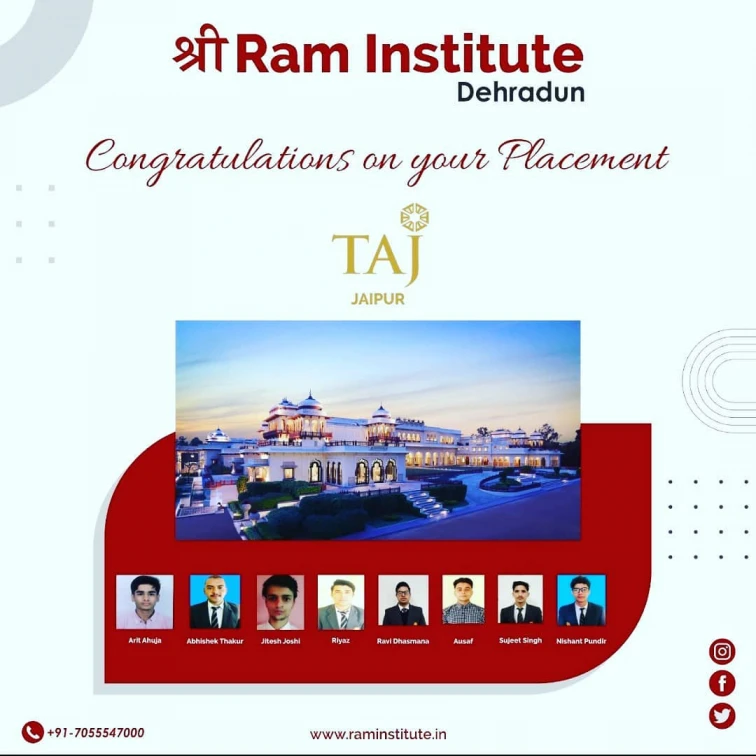 श्री Ram Institute
Dehradun
Congratulations on your Placement
TAJ
JAIPUR
Arit Ahuja
Abhishek Thakur
Jitesh Joshi
Riyaz
Ravi Dhasmana
Ausaf
Sujeet Singh
Nishant Pundir
+91-7055547000
www.raminstitute.in